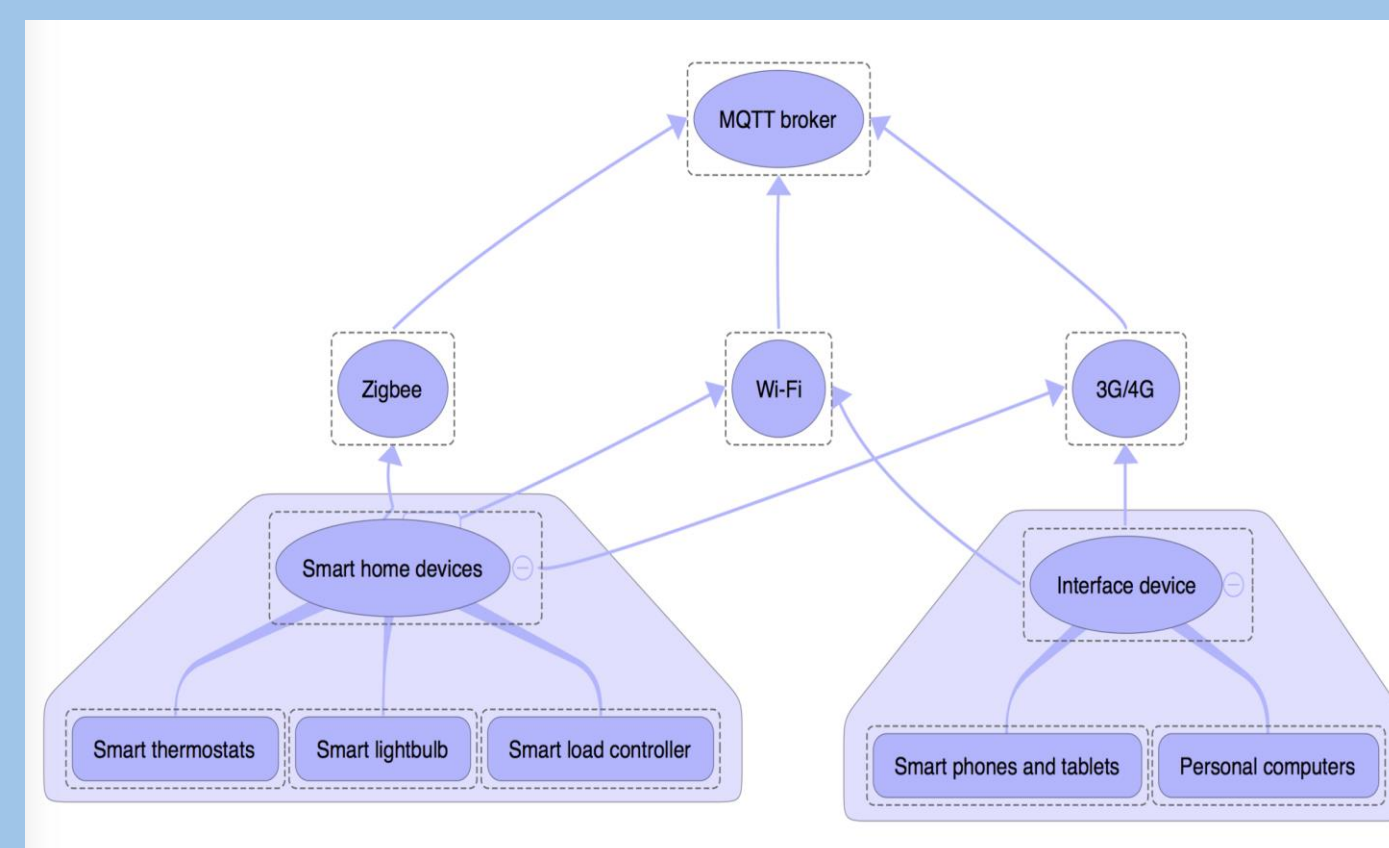 MQTT broker
Zigbee
Wi-Fi
3G/4G
Smart home devices
Interface device
Smart thermostats
Smart lightbulb
Smart load controller
Smart phones and tablets
Personal computers